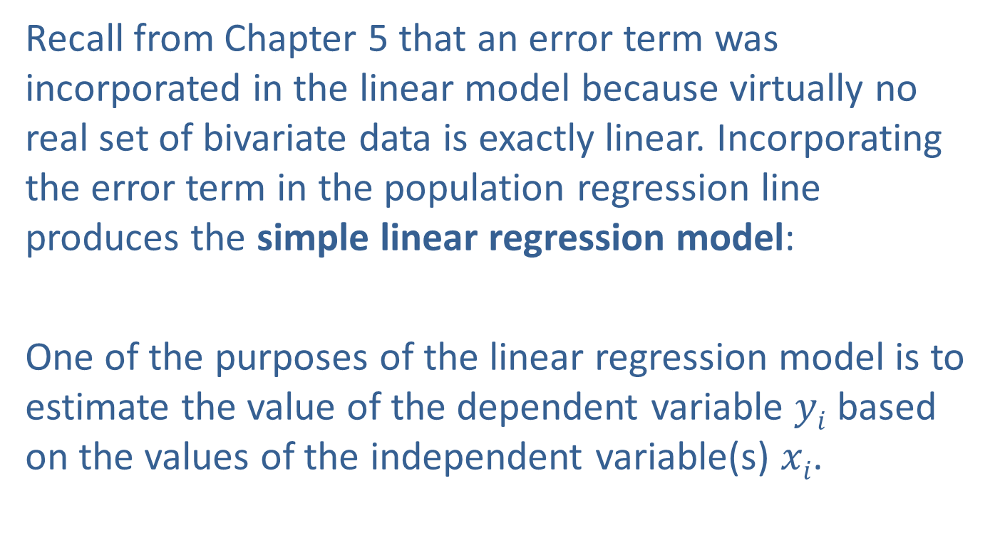 Recall from Chapter 5 that an error term was
incorporated in the linear model because virtually no
real set of bivariate data is exactly linear. Incorporating
the error term in the population regression line
produces the simple linear regression model:
One of the purposes of the linear regression model is to
estimate the value of the dependent variable yᵢ based
on the values of the independent variable(s) xᵢ.